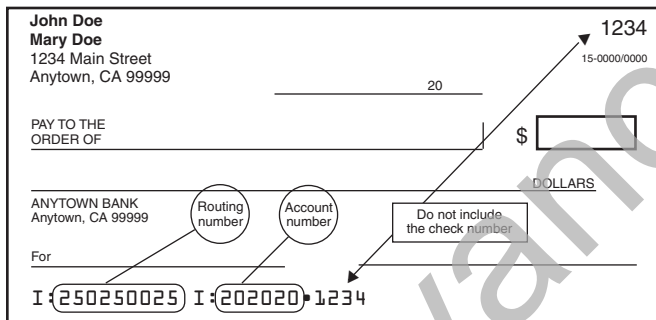 John Doe
Mary Doe
1234 Main Street
Anytown, CA 99999
1234
15-0000/0000
20
PAY TO THE
ORDER OF
$
DOLLARS
ANYTOWN BANK
Anytown, CA 99999
Routing
number
Account
number
Do not include
the check number
For
I:250250025 I:202020 1234